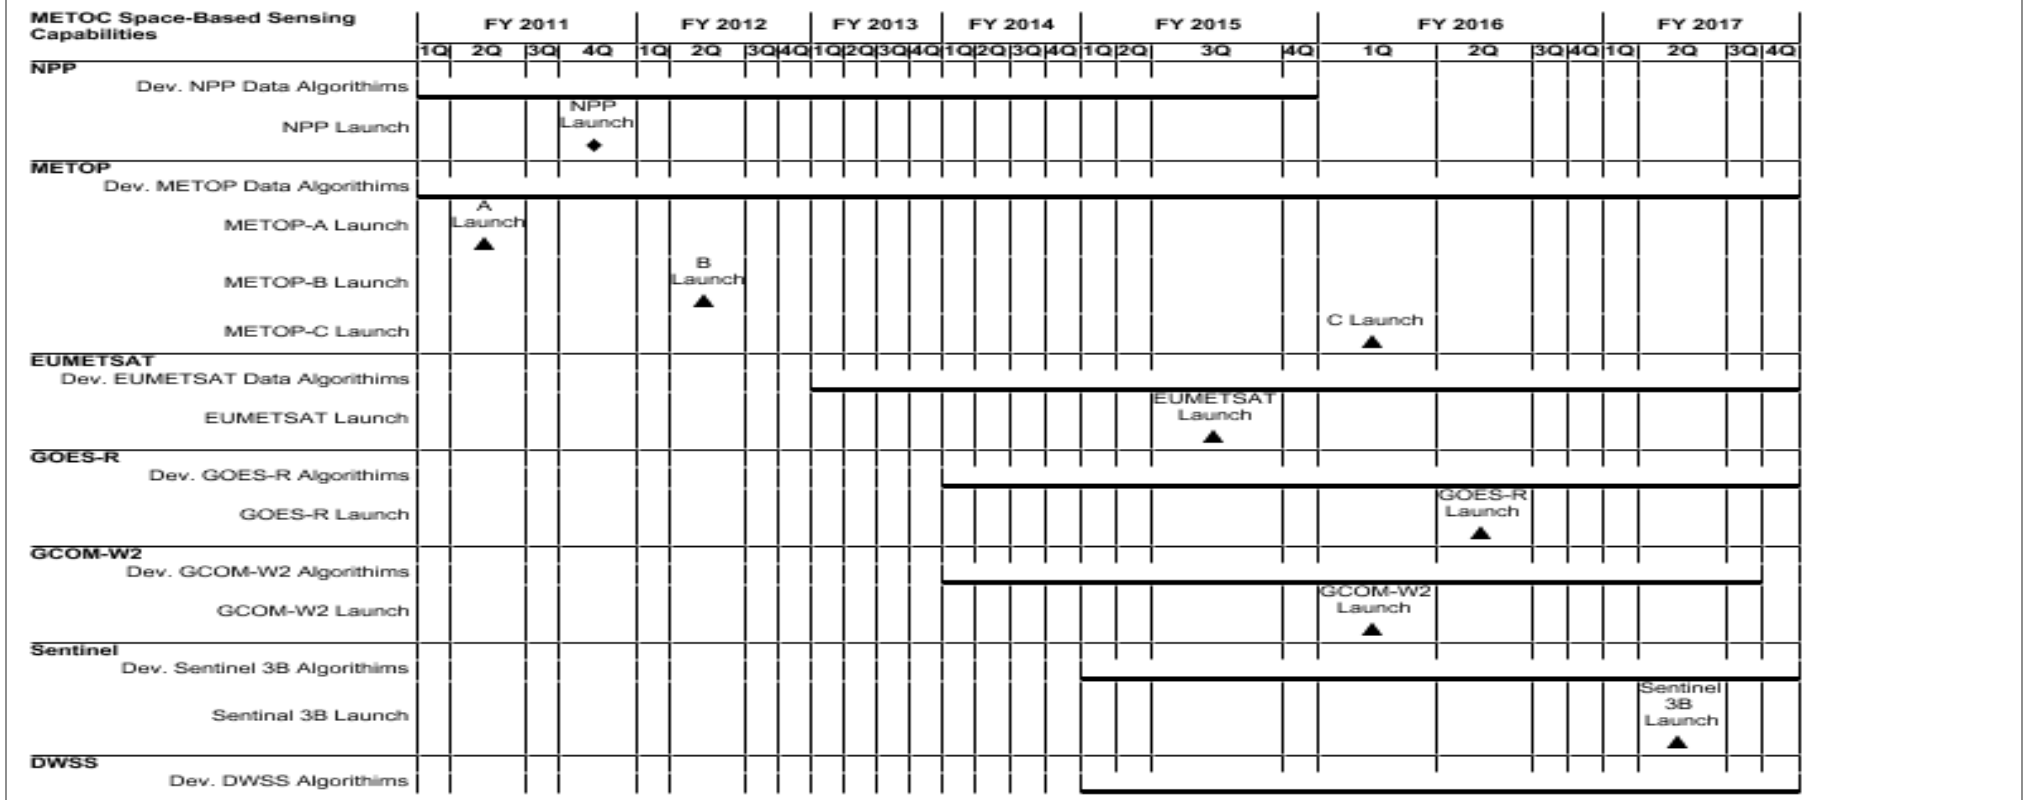 METOC Space-Based Sensing
Capabilities
FY 2011 FY 2012 FY 2013 FY 2014 FY 2015 FY 2016 FY 2017
1Q 2Q 3Q 4Q 1Q 2Q 3Q 4Q 1Q 2Q 3Q 4Q 1Q 2Q 3Q 4Q 1Q 2Q 3Q 4Q 1Q 2Q 3Q 4Q 1Q 2Q 3Q 4Q
NPP
Dev. NPP Data Algorithims
NPP
Launch
NPP Launch
METOP
Dev. METOP Data Algorithims
A
Launch
METOP-A Launch
B
Launch
METOP-B Launch
C Launch
METOP-C Launch
EUMETSAT
Dev. EUMETSAT Data Algorithims
EUMETSAT
Launch
EUMETSAT Launch
GOES-R
Dev. GOES-R Algorithims
GOES-R
Launch
GOES-R Launch
GCOM-W2
Dev. GCOM-W2 Algorithims
GCOM-W2
Launch
GCOM-W2 Launch
Sentinel
Dev. Sentinel 3B Algorithims
Sentinel
3B
Launch
Sentinal 3B Launch
DWSS
Dev. DWSS Algorithims